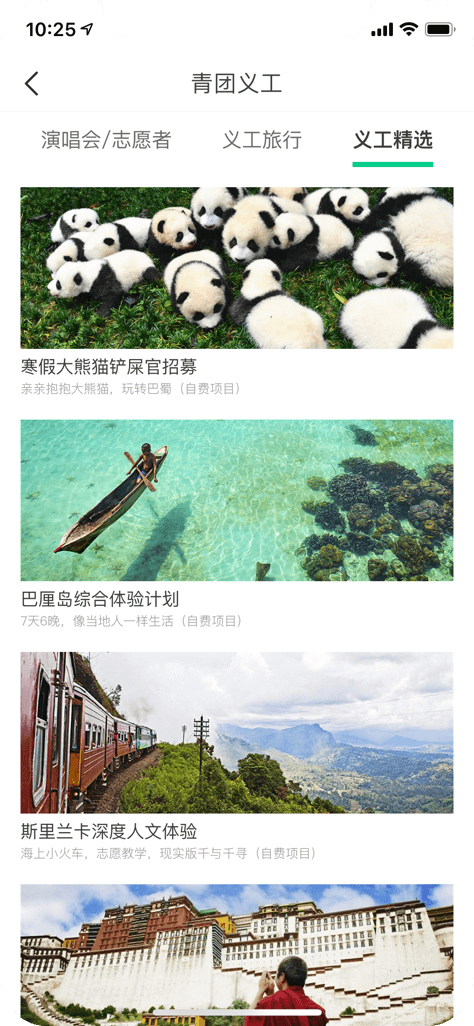 10:25
青团义工
演唱会/志愿者 义工旅行 义工精选
寒假大熊猫铲屎官招募
亲亲抱抱大熊猫，玩转巴蜀（自费项目）
巴厘岛综合体验计划
7天6晚，像当地人一样生活（自费项目）
斯里兰卡深度人文体验
海上小火车，志愿教学，现实版千与千寻（自费项目）